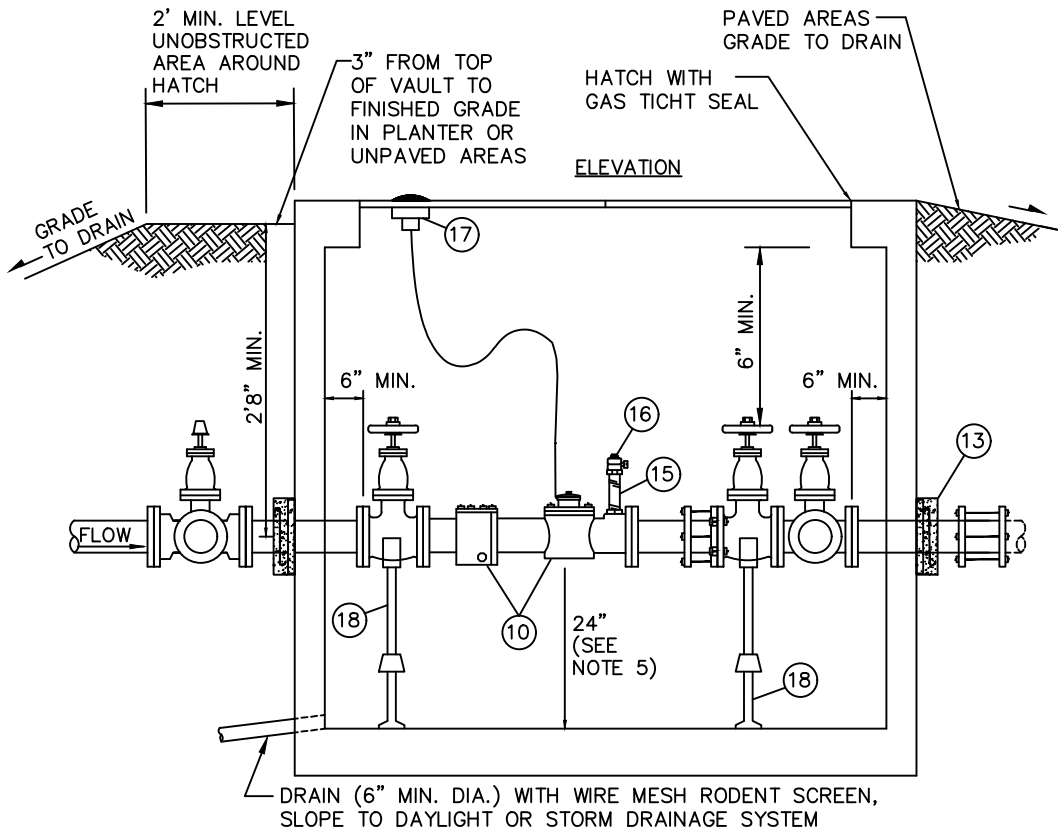 2' MIN. LEVEL
UNOBSTRUCTED
AREA AROUND
HATCH
3" FROM TOP
OF VAULT TO
FINISHED GRADE
IN PLANTER OR
UNPAVED AREAS
PAVED AREAS
GRADE TO DRAIN
HATCH WITH
GAS TICHT SEAL
ELEVATION
GRADE
TO DRAIN
17
2'8" MIN.
6" MIN.
6" MIN.
6" MIN.
16
15
13
FLOW
18
10
24"
(SEE
NOTE 5)
18
DRAIN (6" MIN. DIA.) WITH WIRE MESH RODENT SCREEN,
SLOPE TO DAYLIGHT OR STORM DRAINAGE SYSTEM